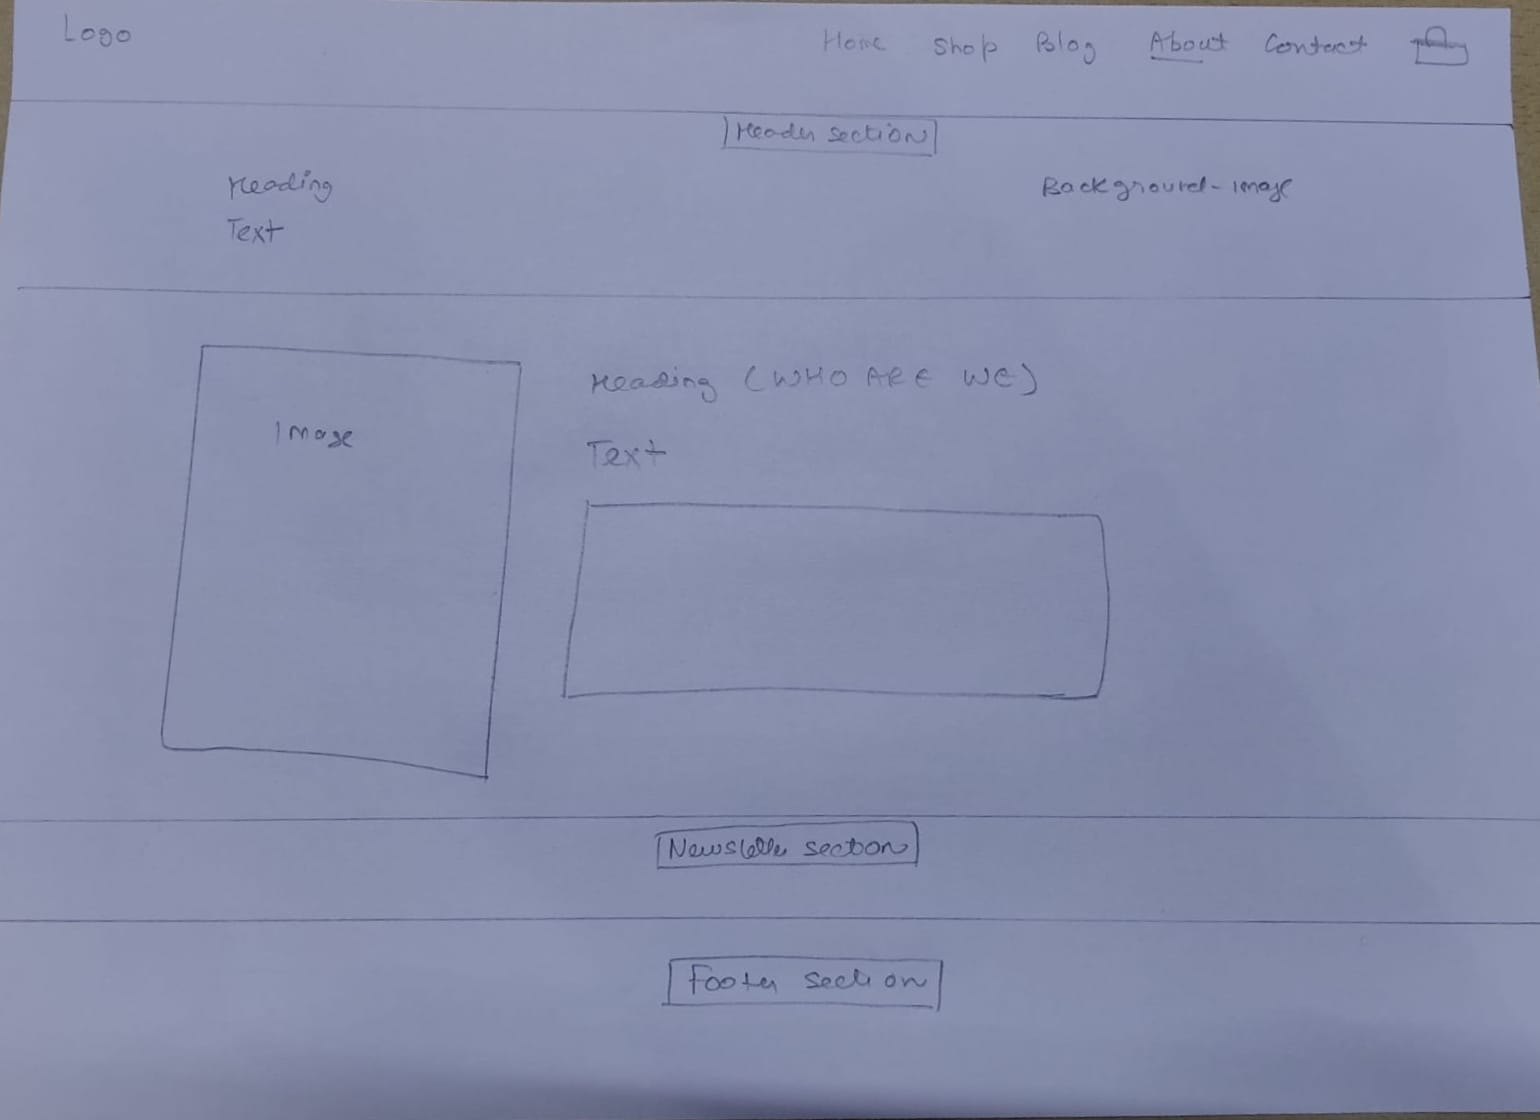 Logo
Home Shop Blog About Contact
Header section
Heading
Background-image
Text
Heading (WHO ARE WE)
Image
Text
Newsletter section
Footer section